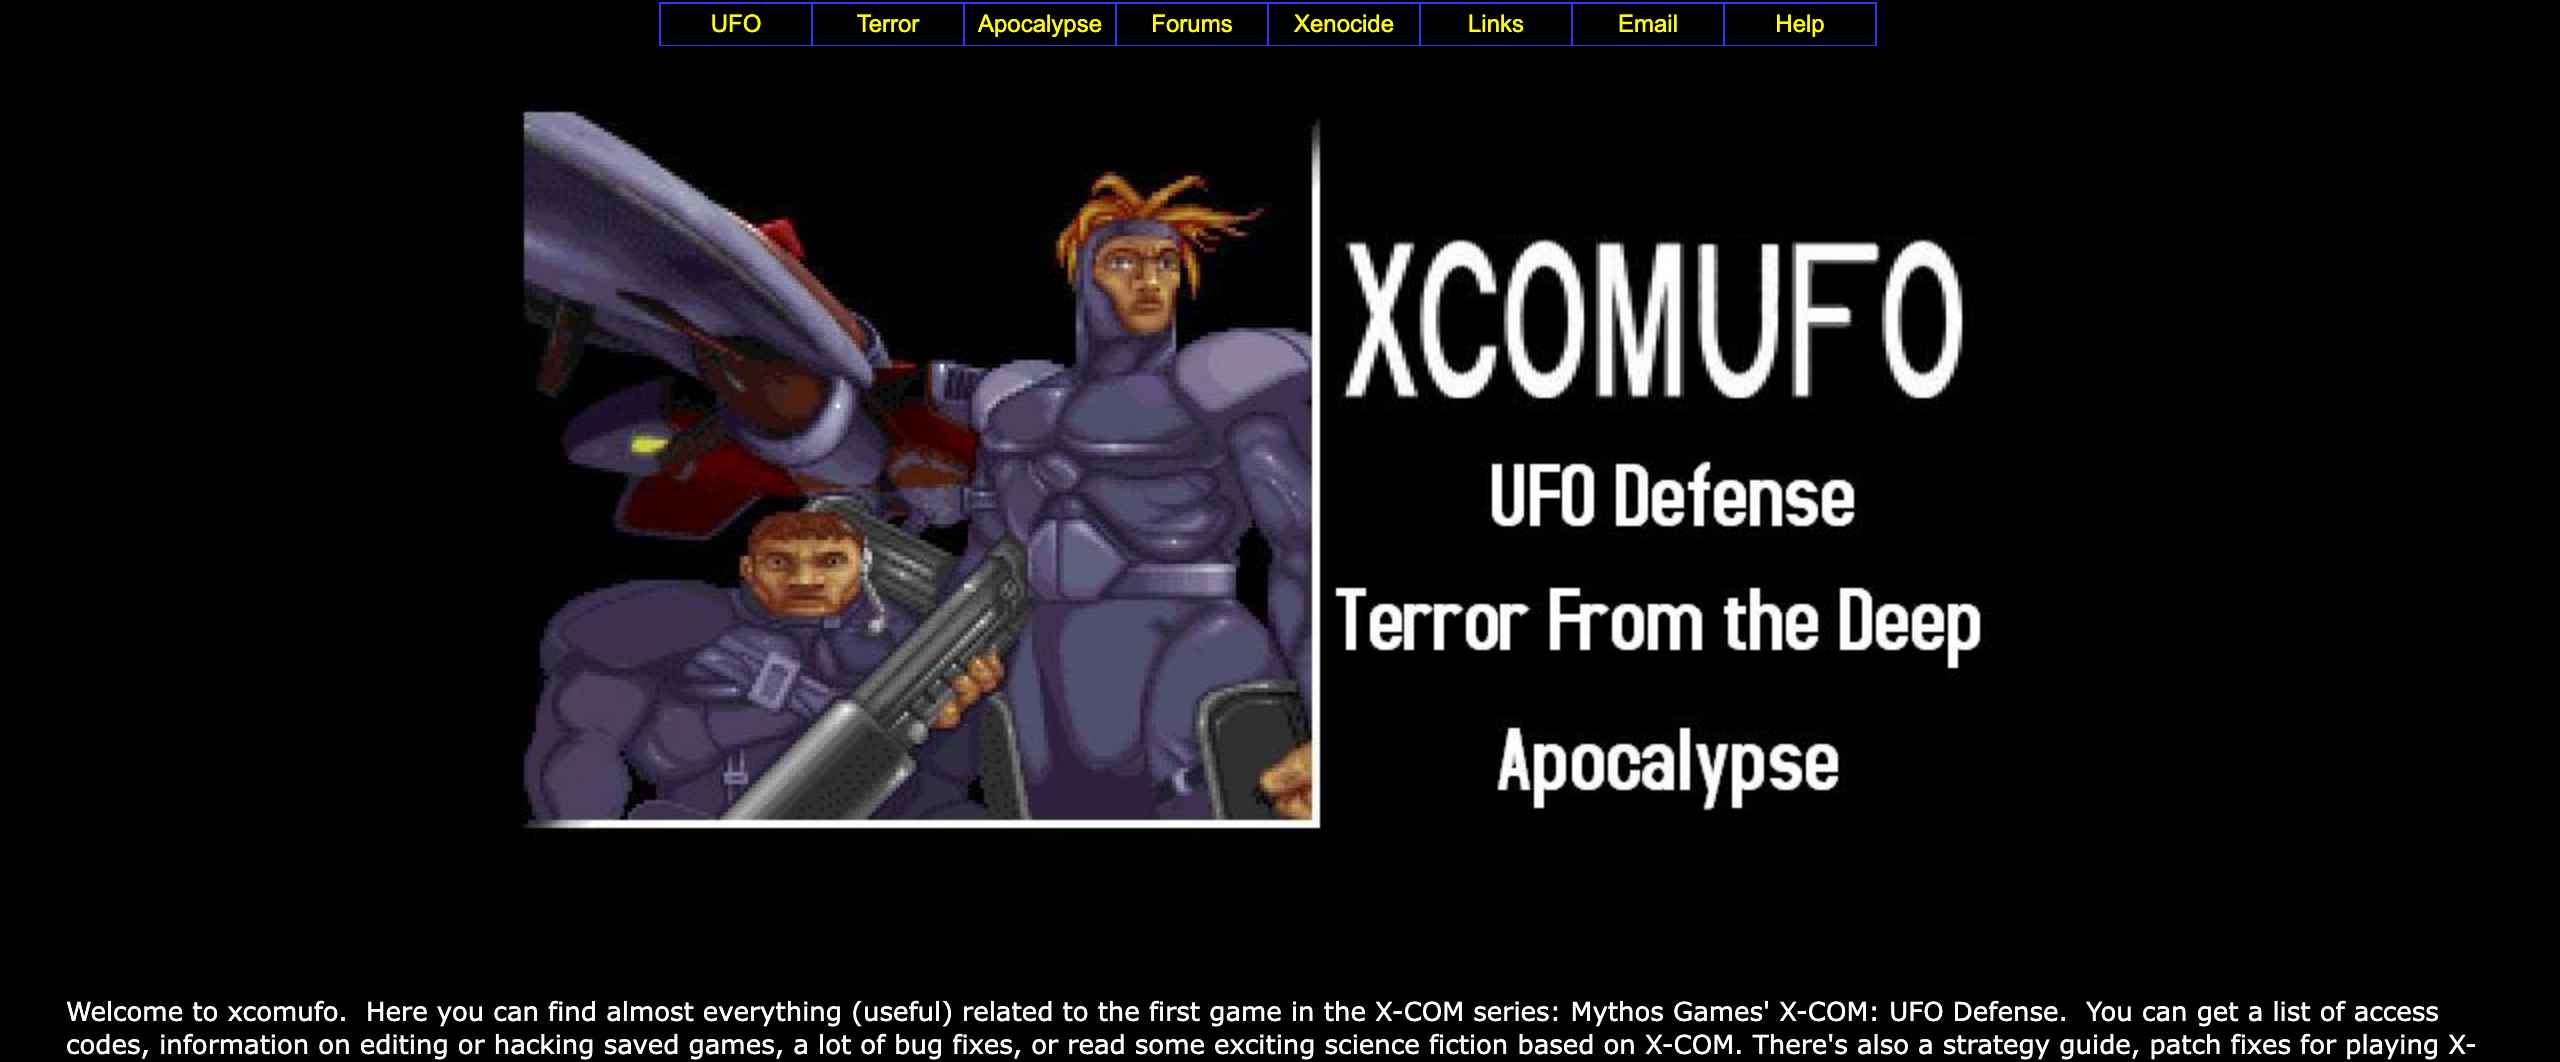 UFO Terror Apocalypse Forums Xenocide Links Email Help
XCOMUFO
UFO Defense
Terror From the Deep
Apocalypse
Welcome to xcomufo.  Here you can find almost everything (useful) related to the first game in the X-COM series: Mythos Games' X-COM: UFO Defense.  You can get a list of access
codes, information on editing or hacking saved games, a lot of bug fixes, or read some exciting science fiction based on X-COM. There's also a strategy guide, patch fixes for playing X-